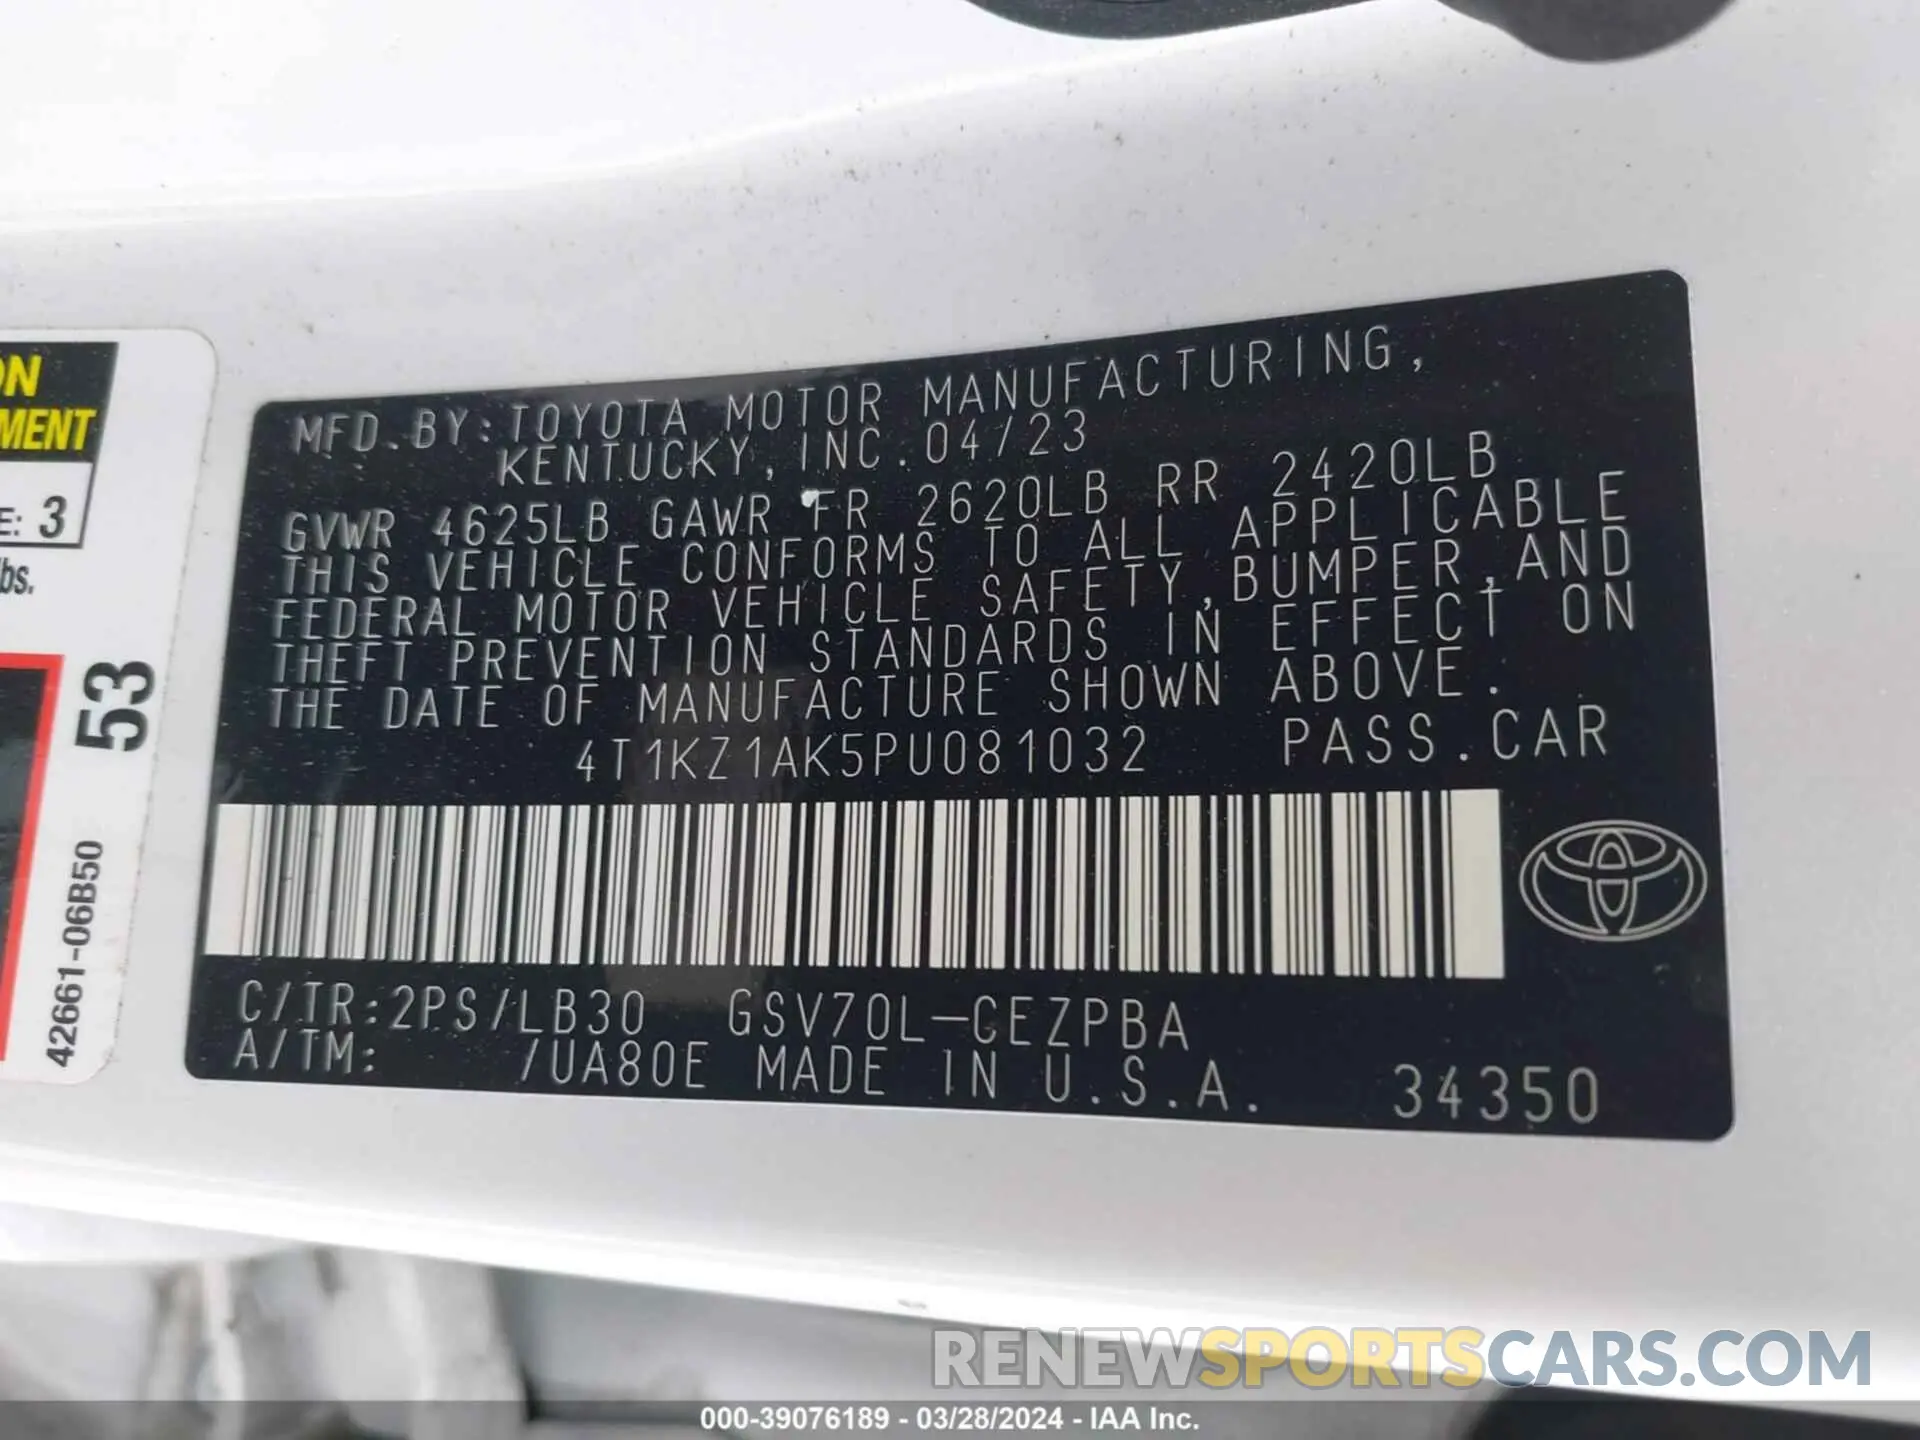 ON
MENT
E: 3
lbs.
53
42661-06B50
MFD.BY:TOYOTA MOTOR MANUFACTURING,
KENTUCKY, INC. 04/23
GVWR 4625LB GAWR FR 2620LB RR 2420LB
THIS VEHICLE CONFORMS TO ALL APPLICABLE
FEDERAL MOTOR VEHICLE SAFETY,BUMPER,AND
THEFT PREVENTION STANDARDS IN EFFECT ON
THE DATE OF MANUFACTURE SHOWN ABOVE.
4T1KZ1AK5PU081032 PASS.CAR
C/TR:2PS/LB30 GSV70L-CEZPBA
A/TM: /UA80E MADE IN U.S.A. 34350
RENEWSPORTSCARS.COM
000-39076189 - 03/28/2024 - IAA Inc.